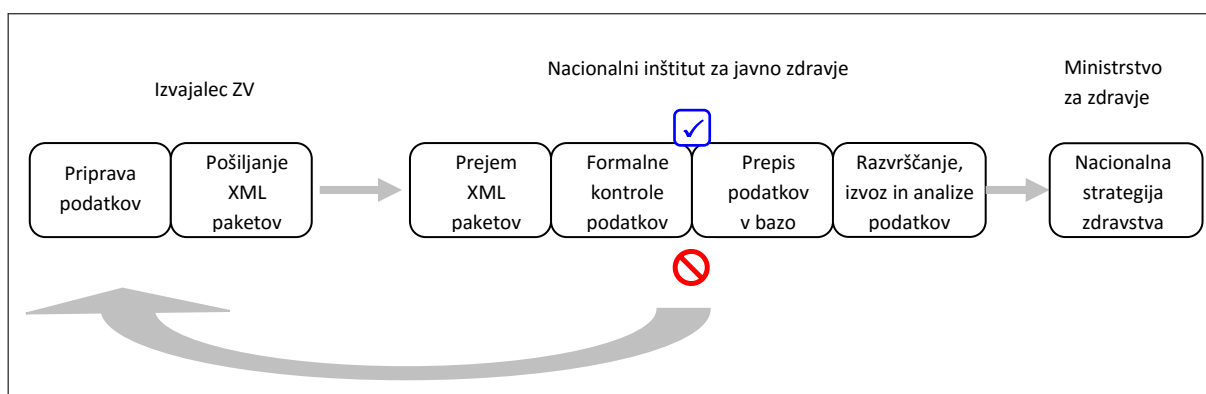 Izvajalec ZV
Nacionalni inštitut za javno zdravje
Ministrstvo
za zdravje
Priprava
podatkov
Pošiljanje
XML
paketov
Prejem
XML
paketov
Formalne
kontrole
podatkov
Prepis
podatkov
v bazo
Razvrščanje,
izvoz in analize
podatkov
Nacionalna
strategija
zdravstva